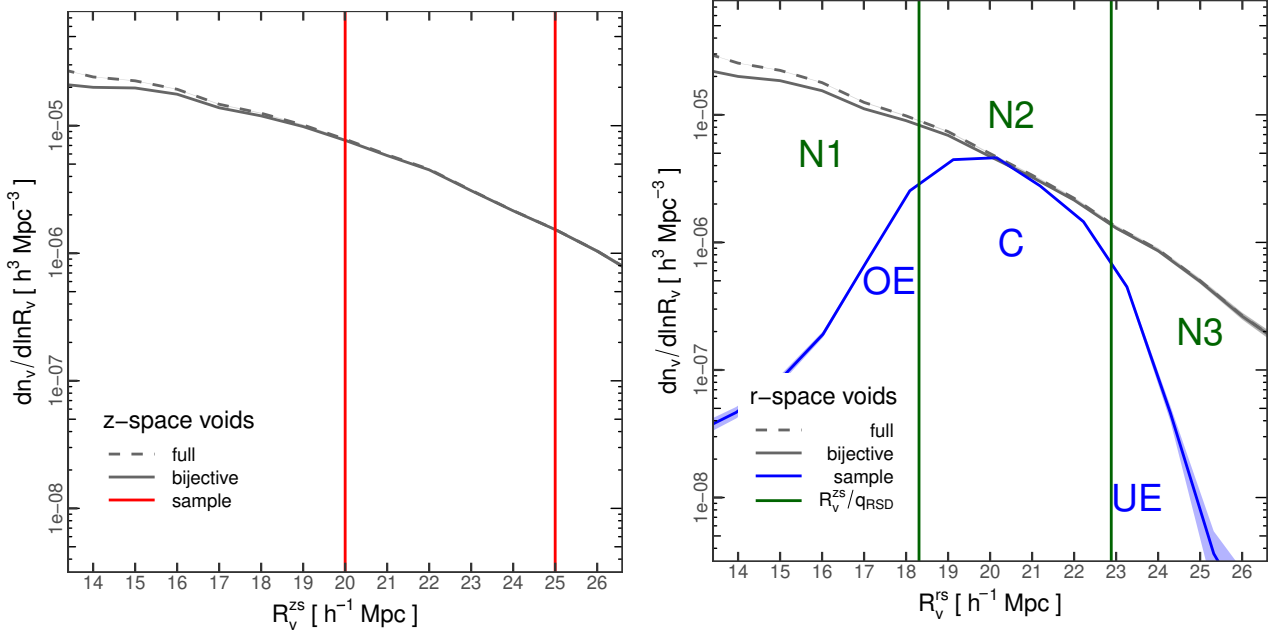 dn_v/dlnR_v [ h^3 Mpc^−3 ]
1e−05
1e−06
1e−07
1e−08
z−space voids
full
bijective
sample
14 15 16 17 18 19 20 21 22 23 24 25 26
R_v^zs [ h^−1 Mpc ]
dn_v/dlnR_v [ h^3 Mpc^−3 ]
1e−05
1e−06
1e−07
1e−08
N1
N2
OE
C
N3
UE
r−space voids
full
bijective
sample
R_v^zs/q_RSD
14 15 16 17 18 19 20 21 22 23 24 25 26
R_v^rs [ h^−1 Mpc ]